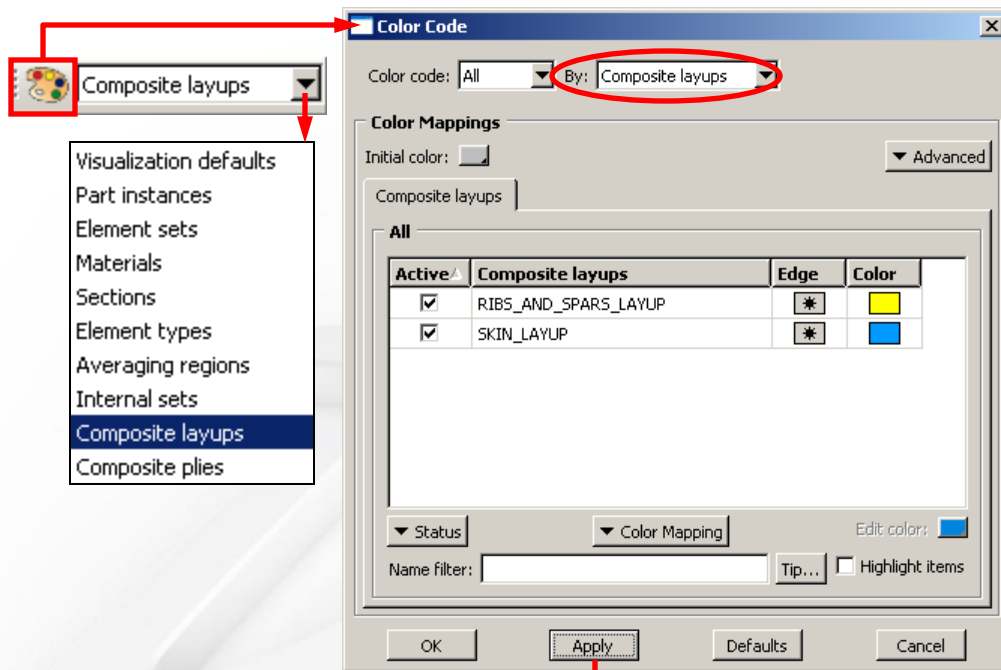 Composite layups
Visualization defaults
Part instances
Element sets
Materials
Sections
Element types
Averaging regions
Internal sets
Composite layups
Composite plies
Color Code
Color code: All By: Composite layups
Color Mappings
Initial color:
Advanced
Composite layups
All
Active Composite layups Edge Color
RIBS_AND_SPARS_LAYUP
SKIN_LAYUP
Status Color Mapping Edit color:
Name filter: Tip... Highlight items
OK Apply Defaults Cancel